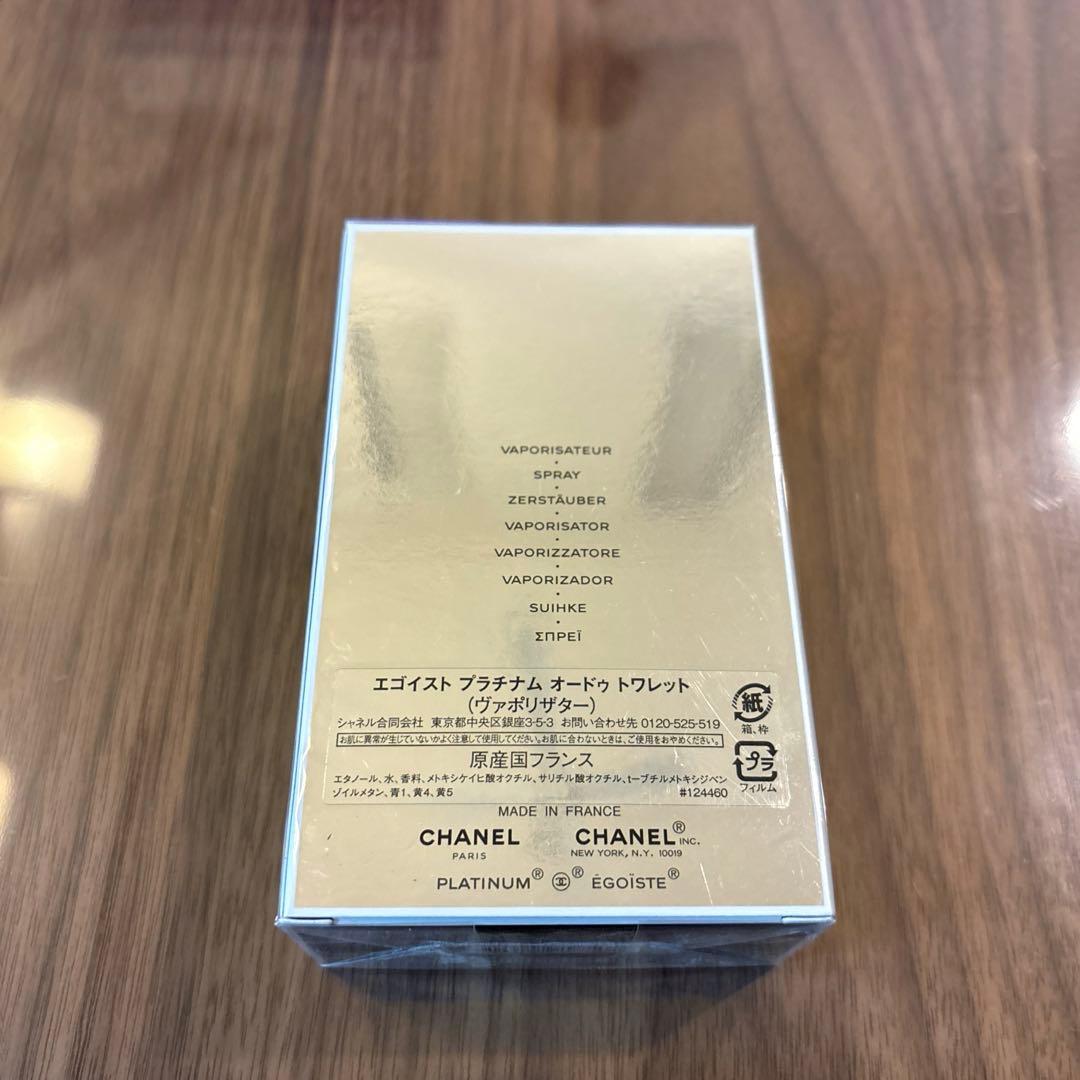 VAPORISATEUR
SPRAY
ZERSTÄUBER
VAPORISATOR
VAPORIZZATORE
VAPORIZADOR
SUIHKE
ΣΠΡΕΪ
エゴイスト プラチナム オードゥ トワレット
(ヴァポリザター)
シャネル合同会社 東京都中央区銀座3-5-3 お問い合わせ先 0120-525-519
お肌に異常が生じていないかよく注意して使用してください。お肌に合わないときは、ご使用をおやめください。
原産国フランス
エタノール、水、香料、メトキシケイヒ酸オクチル、サリチル酸オクチル、t-ブチルメトキシジベン
ゾイルメタン、青1、黄4、黄5 #124460
紙
箱、枠
プラ
フィルム
MADE IN FRANCE
CHANEL CHANEL® INC.
PARIS NEW YORK, N.Y. 10019
PLATINUM® ® ÉGOÏSTE®